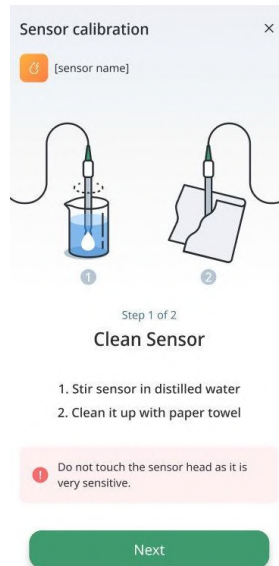 Sensor calibration
[sensor name]
1 2
Step 1 of 2
Clean Sensor
1. Stir sensor in distilled water
2. Clean it up with paper towel
Do not touch the sensor head as it is
very sensitive.
Next